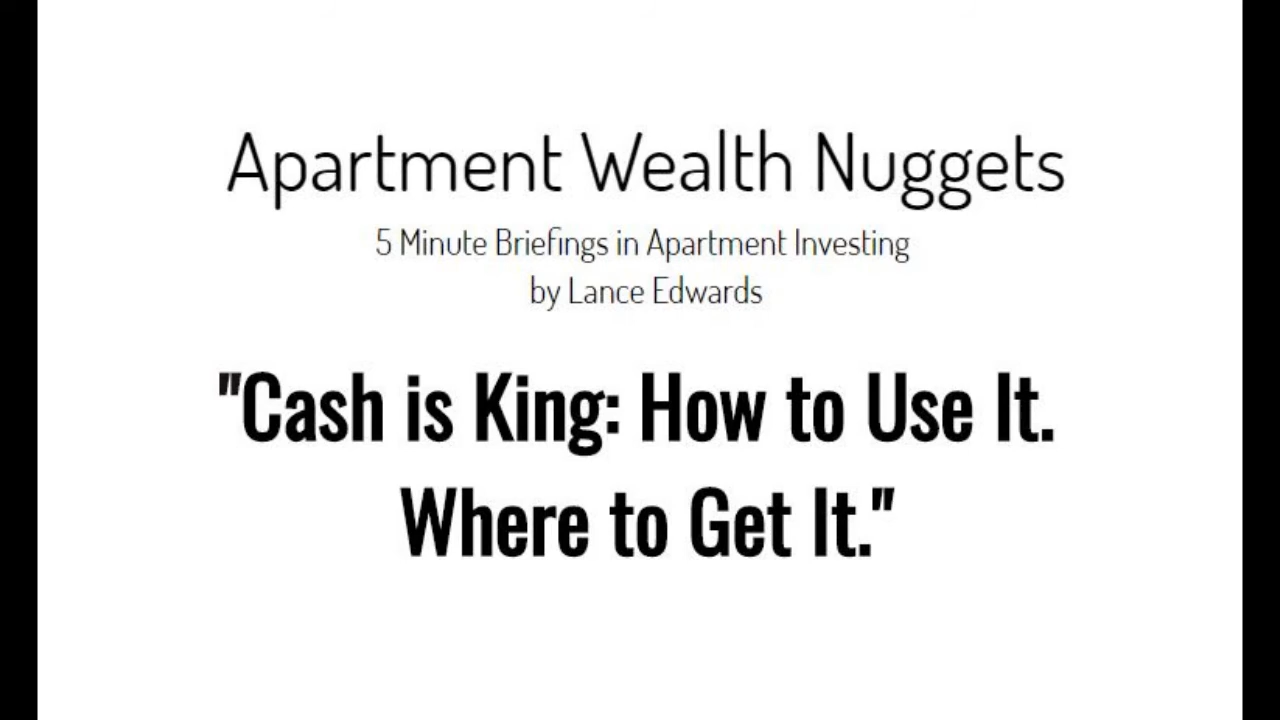 Apartment Wealth Nuggets
5 Minute Briefings in Apartment Investing
by Lance Edwards
"Cash is King: How to Use It.
Where to Get It."